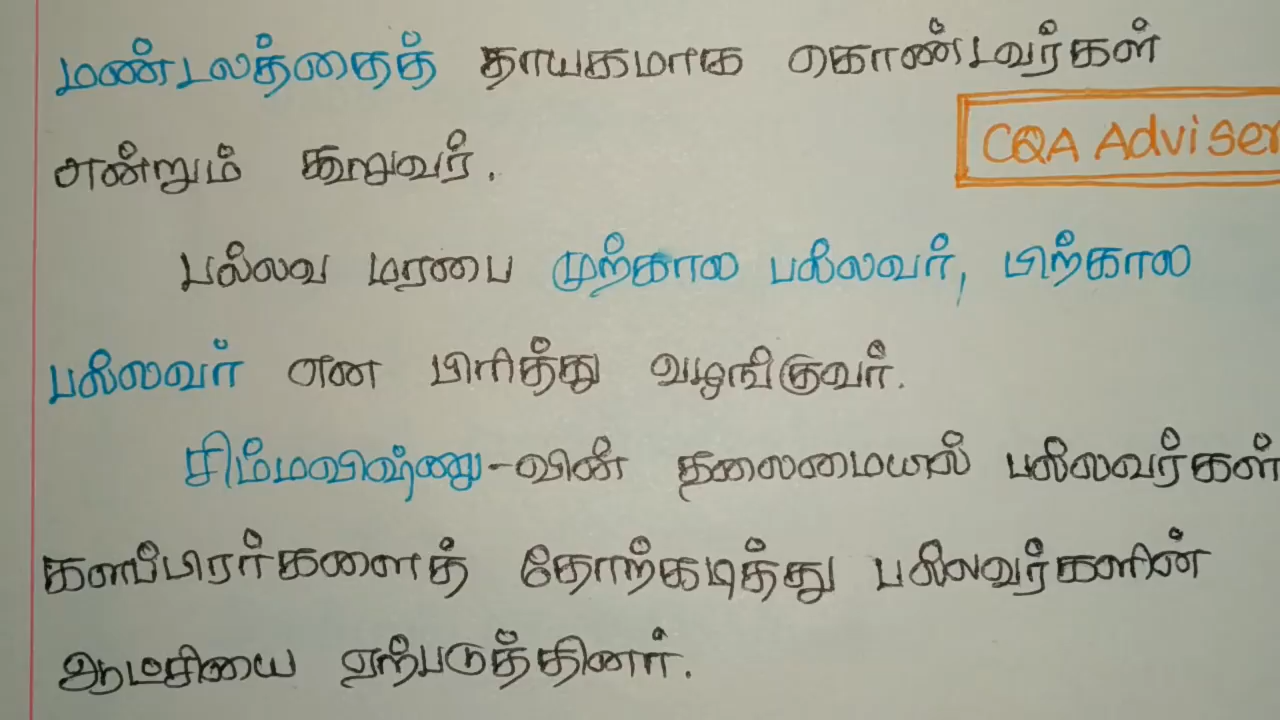 மண்டலத்தைத் தாயகமாக கொண்டவர்கள்
என்றும் கூறுவர்.
CQA Adviser
பல்லவ மரபை முற்கால பல்லவர், பிற்கால
பல்லவர் என பிரித்து வழங்குவர்.
சிம்மவிஷ்ணு-வின் தலைமையில் பல்லவர்கள்
களப்பிரர்களைத் தோற்கடித்து பல்லவர்களின்
ஆட்சியை ஏற்படுத்தினர்.